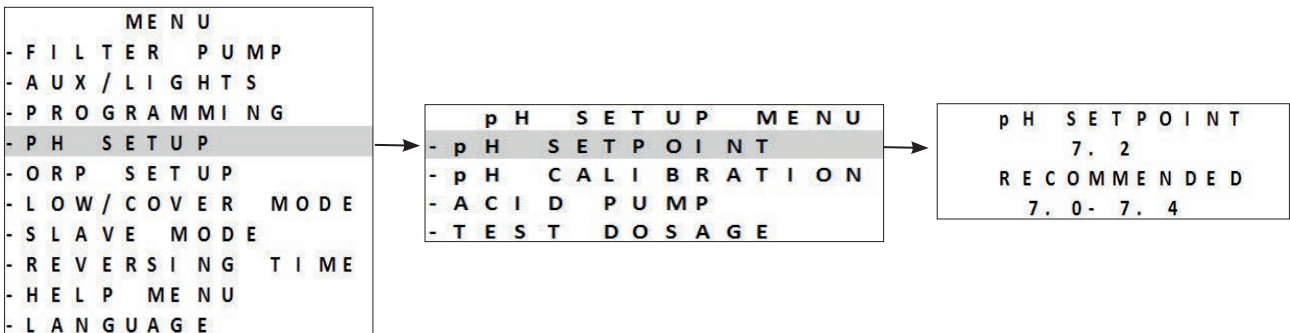 MENU
-FILTER PUMP
-AUX/LIGHTS
-PROGRAMMING
-PH SETUP
-ORP SETUP
-LOW/COVER MODE
-SLAVE MODE
-REVERSING TIME
-HELP MENU
-LANGUAGE
pH SETUP MENU
-pH SETPOINT
-pH CALIBRATION
-ACID PUMP
-TEST DOSAGE
pH SETPOINT
7.2
RECOMMENDED
7.0-7.4